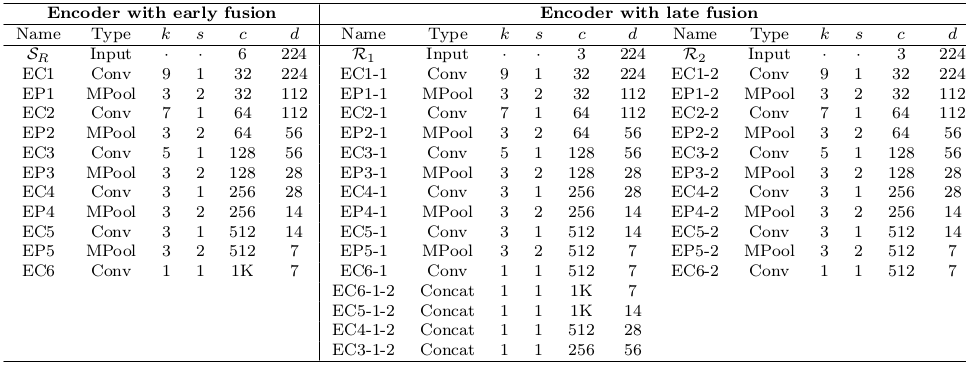 Encoder with early fusion Encoder with late fusion
Name Type k s c d Name Type k s c d Name Type k s c d
𝒮R Input · · 6 224 ℛ1 Input · · 3 224 ℛ2 Input · · 3 224
EC1 Conv 9 1 32 224 EC1-1 Conv 9 1 32 224 EC1-2 Conv 9 1 32 224
EP1 MPool 3 2 32 112 EP1-1 MPool 3 2 32 112 EP1-2 MPool 3 2 32 112
EC2 Conv 7 1 64 112 EC2-1 Conv 7 1 64 112 EC2-2 Conv 7 1 64 112
EP2 MPool 3 2 64 56 EP2-1 MPool 3 2 64 56 EP2-2 MPool 3 2 64 56
EC3 Conv 5 1 128 56 EC3-1 Conv 5 1 128 56 EC3-2 Conv 5 1 128 56
EP3 MPool 3 2 128 28 EP3-1 MPool 3 2 128 28 EP3-2 MPool 3 2 128 28
EC4 Conv 3 1 256 28 EC4-1 Conv 3 1 256 28 EC4-2 Conv 3 1 256 28
EP4 MPool 3 2 256 14 EP4-1 MPool 3 2 256 14 EP4-2 MPool 3 2 256 14
EC5 Conv 3 1 512 14 EC5-1 Conv 3 1 512 14 EC5-2 Conv 3 1 512 14
EP5 MPool 3 2 512 7 EP5-1 MPool 3 2 512 7 EP5-2 MPool 3 2 512 7
EC6 Conv 1 1 1K 7 EC6-1 Conv 1 1 512 7 EC6-2 Conv 1 1 512 7
EC6-1-2 Concat 1 1 1K 7
EC5-1-2 Concat 1 1 1K 14
EC4-1-2 Concat 1 1 512 28
EC3-1-2 Concat 1 1 256 56